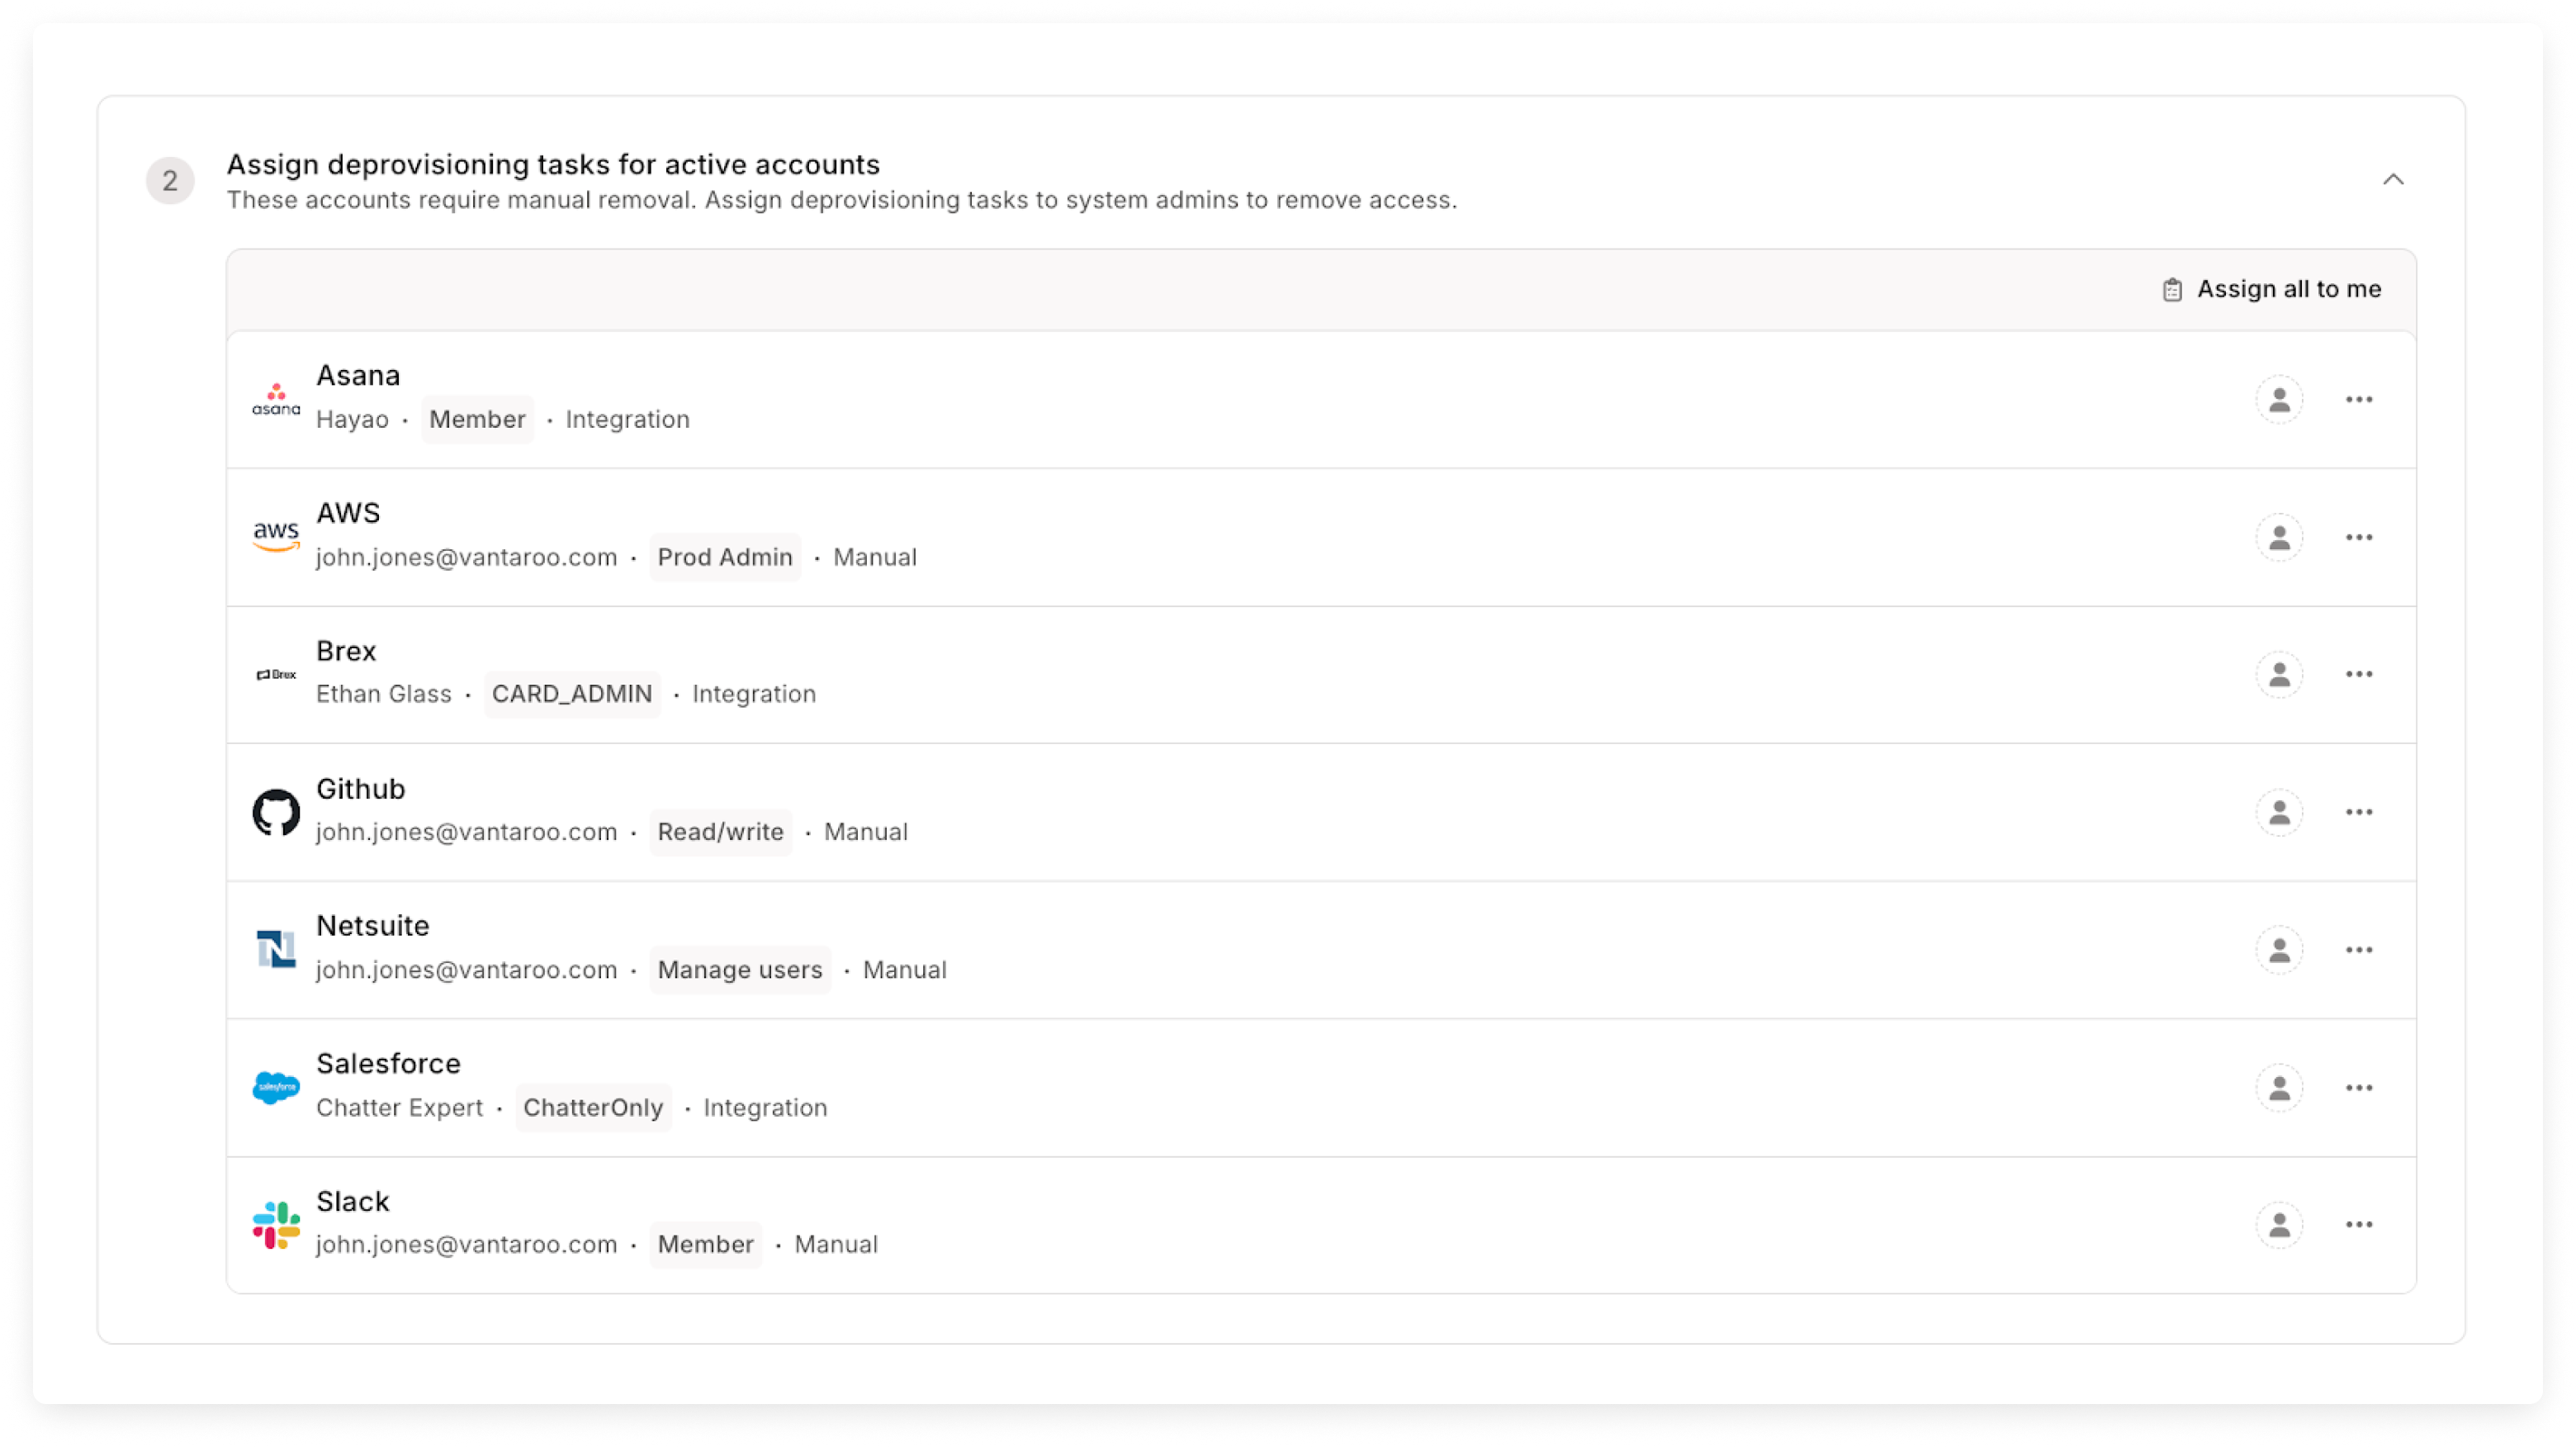 2
Assign deprovisioning tasks for active accounts
These accounts require manual removal. Assign deprovisioning tasks to system admins to remove access.
Assign all to me
asana
Asana
Hayao · Member · Integration
aws
AWS
john.jones@vantaroo.com · Prod Admin · Manual
Brex
Brex
Ethan Glass · CARD_ADMIN · Integration
Github
john.jones@vantaroo.com · Read/write · Manual
N
Netsuite
john.jones@vantaroo.com · Manage users · Manual
salesforce
Salesforce
Chatter Expert · ChatterOnly · Integration
Slack
john.jones@vantaroo.com · Member · Manual